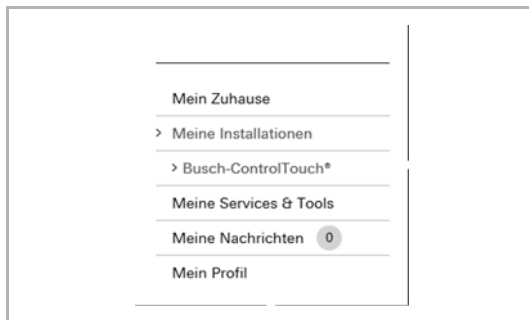 Mein Zuhause
> Meine Installationen
> Busch-ControlTouch®
Meine Services & Tools
Meine Nachrichten 0
Mein Profil